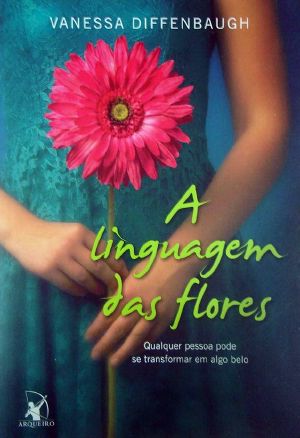 VANESSA DIFFENBAUGH
A
linguagem
das flores
Qualquer pessoa pode
se transformar em algo belo
ARQUEIRO